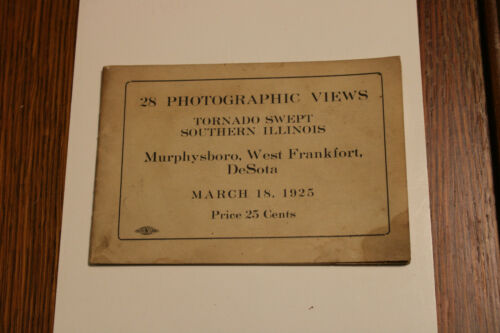 28 PHOTOGRAPHIC VIEWS
TORNADO SWEPT
SOUTHERN ILLINOIS
Murphysboro, West Frankfort,
DeSota
MARCH 18, 1925
Price 25 Cents